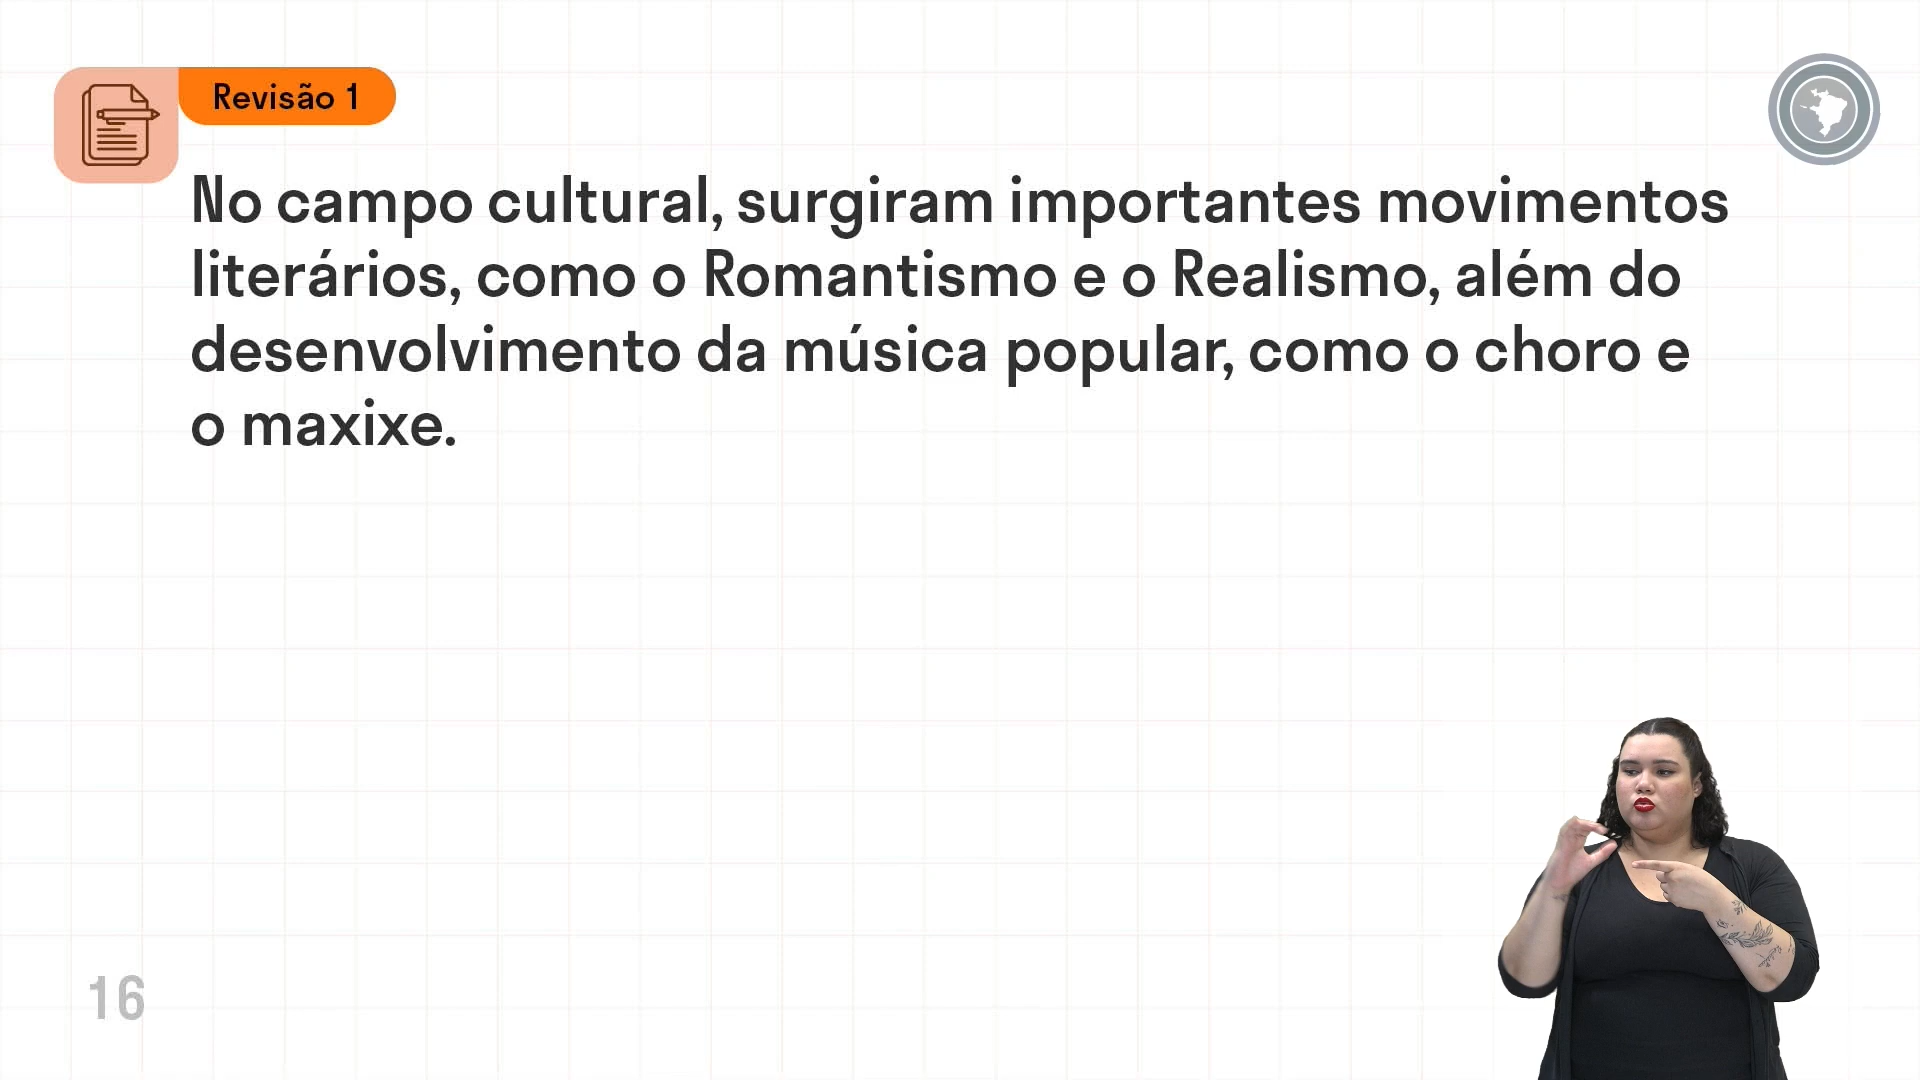 Revisão 1
No campo cultural, surgiram importantes movimentos
literários, como o Romantismo e o Realismo, além do
desenvolvimento da música popular, como o choro e
o maxixe.
16